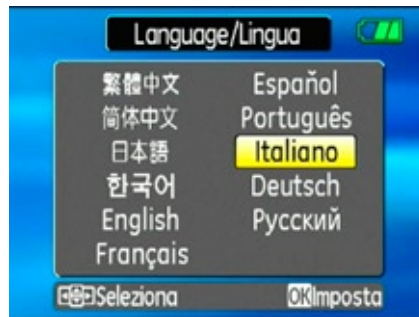 Language/Lingua
繁體中文
简体中文
日本語
한국어
English
Français
Español
Português
Italiano
Deutsch
Русский
Seleziona
OK Imposta